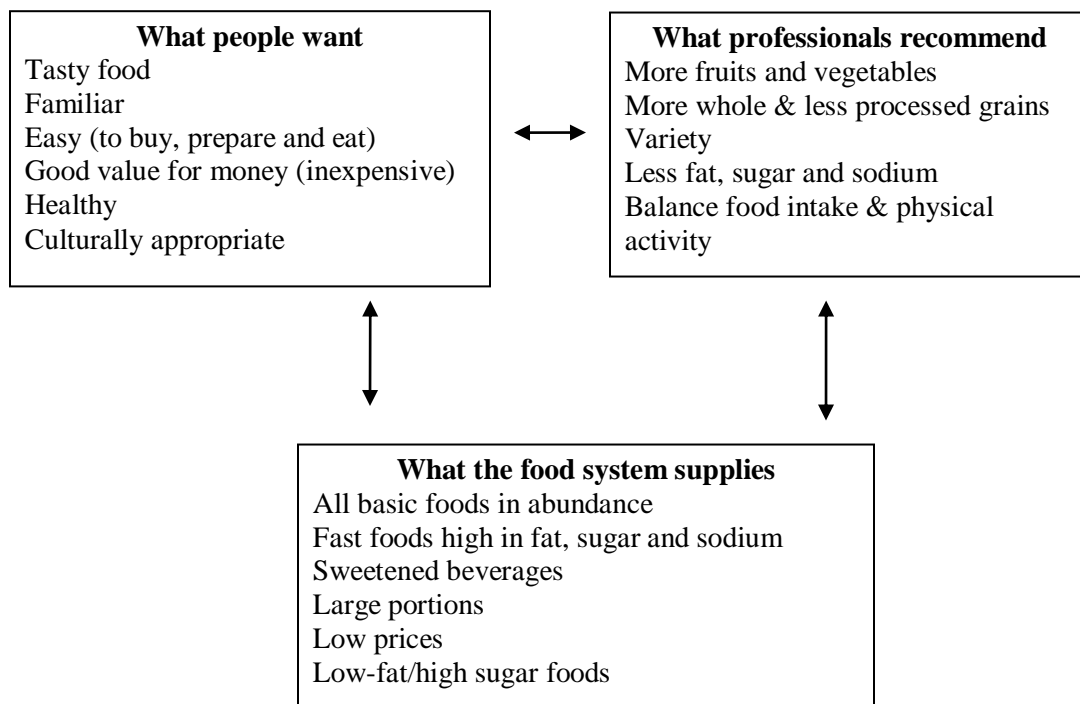 What people want
Tasty food
Familiar
Easy (to buy, prepare and eat)
Good value for money (inexpensive)
Healthy
Culturally appropriate
What professionals recommend
More fruits and vegetables
More whole & less processed grains
Variety
Less fat, sugar and sodium
Balance food intake & physical
activity
What the food system supplies
All basic foods in abundance
Fast foods high in fat, sugar and sodium
Sweetened beverages
Large portions
Low prices
Low-fat/high sugar foods